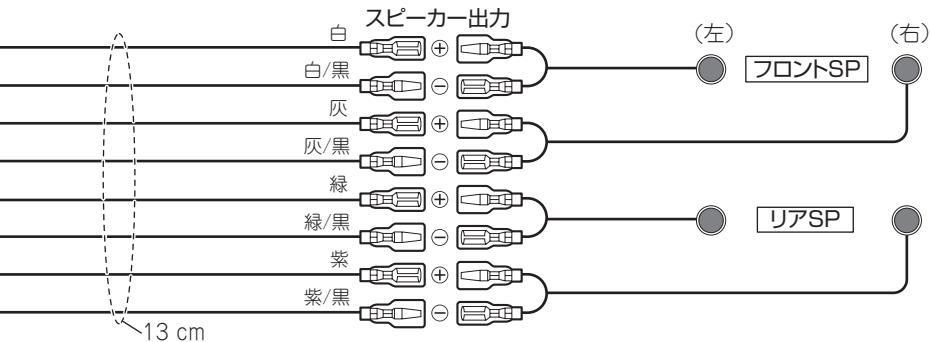 スピーカー出力
白
⊕
白/黒
⊖
灰
⊕
灰/黒
⊖
緑
⊕
緑/黒
⊖
紫
⊕
紫/黒
⊖
13 cm
(左)
フロントSP
(右)
リアSP